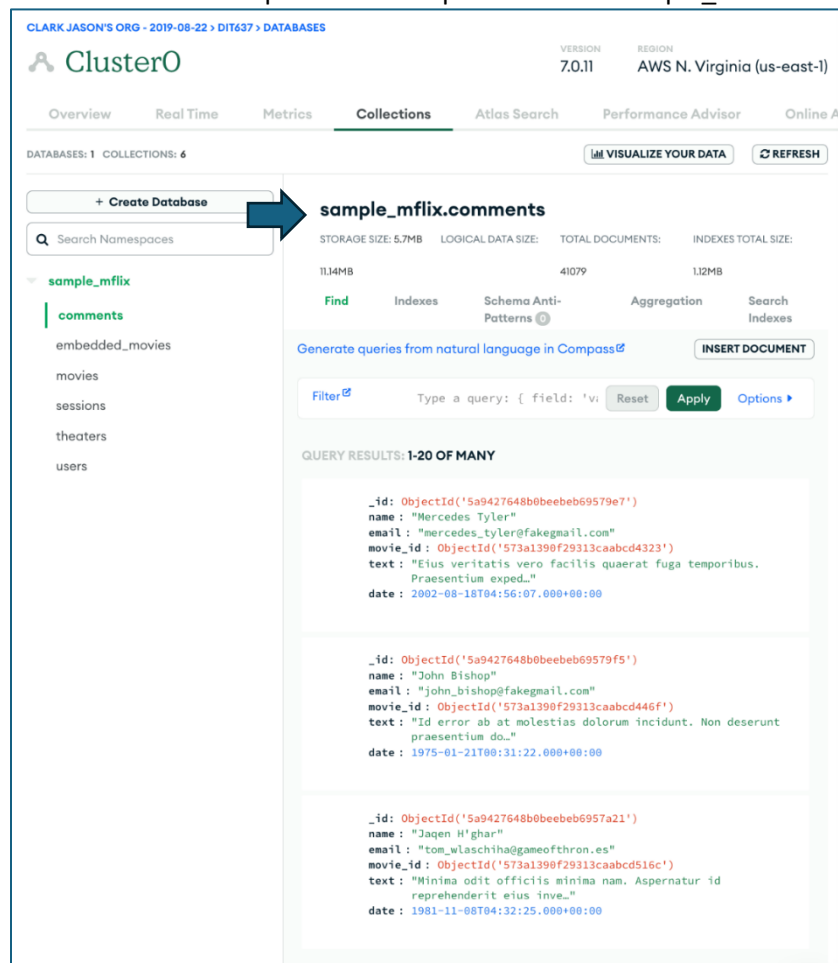 CLARK JASON'S ORG - 2019-08-22 > DIT637 > DATABASES
Cluster0
VERSION
7.0.11
REGION
AWS N. Virginia (us-east-1)
Overview Real Time Metrics Collections Atlas Search Performance Advisor Online A
DATABASES: 1 COLLECTIONS: 6
VISUALIZE YOUR DATA
REFRESH
+ Create Database
Search Namespaces
sample_mflix
comments
embedded_movies
movies
sessions
theaters
users
sample_mflix.comments
STORAGE SIZE: 5.7MB LOGICAL DATA SIZE: TOTAL DOCUMENTS: INDEXES TOTAL SIZE:
11.14MB 41079 1.12MB
Find Indexes Schema Anti-Patterns 0 Aggregation Search Indexes
Generate queries from natural language in Compass
INSERT DOCUMENT
Filter
Type a query: { field: 'va
Reset
Apply
Options
QUERY RESULTS: 1-20 OF MANY
_id: ObjectId('5a9427648b0beebeb69579e7')
name : "Mercedes Tyler"
email : "mercedes_tyler@fakegmail.com"
movie_id : ObjectId('573a1390f29313caabcd4323')
text : "Eius veritatis vero facilis quaerat fuga temporibus.
Praesentium exped…"
date : 2002-08-18T04:56:07.000+00:00
_id: ObjectId('5a9427648b0beebeb69579f5')
name : "John Bishop"
email : "john_bishop@fakegmail.com"
movie_id : ObjectId('573a1390f29313caabcd446f')
text : "Id error ab at molestias dolorum incidunt. Non deserunt
praesentium do…"
date : 1975-01-21T00:31:22.000+00:00
_id: ObjectId('5a9427648b0beebeb6957a21')
name : "Jaqen H'ghar"
email : "tom_wlaschiha@gameofthron.es"
movie_id : ObjectId('573a1390f29313caabcd516c')
text : "Minima odit officiis minima nam. Aspernatur id
reprehenderit eius inve…"
date : 1981-11-08T04:32:25.000+00:00